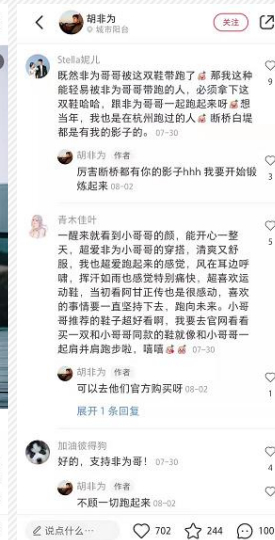 胡非为
城市阳台
关注
Stella妮儿
既然非为哥哥被这双鞋带跑了 那我这种
能轻易被非为哥哥带跑的人，必须拿下这
双鞋哈哈，跟非为哥哥一起跑起来呀 想
当年，我也是在杭州跑过的人 断桥白堤
都是有我的影子的。 07-30
9
胡非为 作者
厉害断桥都有你的影子hhh 我要开始锻
炼起来 08-02
3
青木佳叶
一醒来就看到小哥哥的颜，能开心一整
天，超爱非为小哥哥的穿搭，清爽又舒
服，我也超爱跑起来的感觉，风在耳边呼
啸，挥汗如雨也感觉特别痛快，超喜欢运
动鞋，当初看阿甘正传也是很感动，喜欢
的事情要一直坚持下去，跑向未来。小哥
哥推荐的鞋子超好看啊，我要去官网看看
买一双和小哥哥同款的鞋就像和小哥哥一
起肩并肩跑步啦，嘻嘻 07-30
5
胡非为 作者
可以去他们官方购买呀 08-02
1
展开 1 条回复
加油彼得狗
好的，支持非为哥！ 07-30
4
胡非为 作者
不顾一切跑起来 08-02
说点什么… 702 244 100